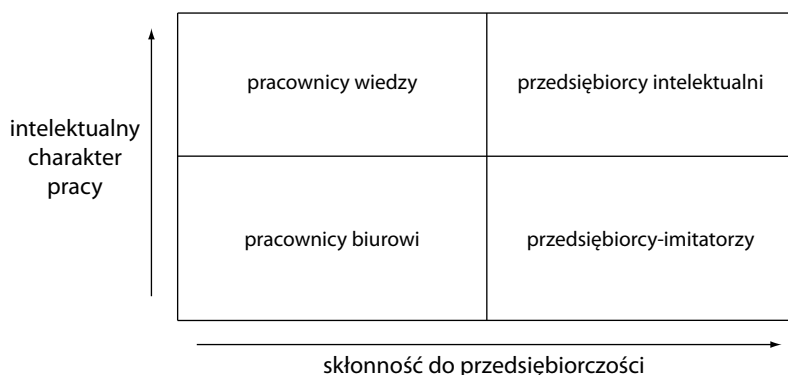 pracownicy wiedzy
przedsiębiorcy intelektualni
intelektualny
charakter
pracy
pracownicy biurowi
przedsiębiorcy-imitatorzy
skłonność do przedsiębiorczości